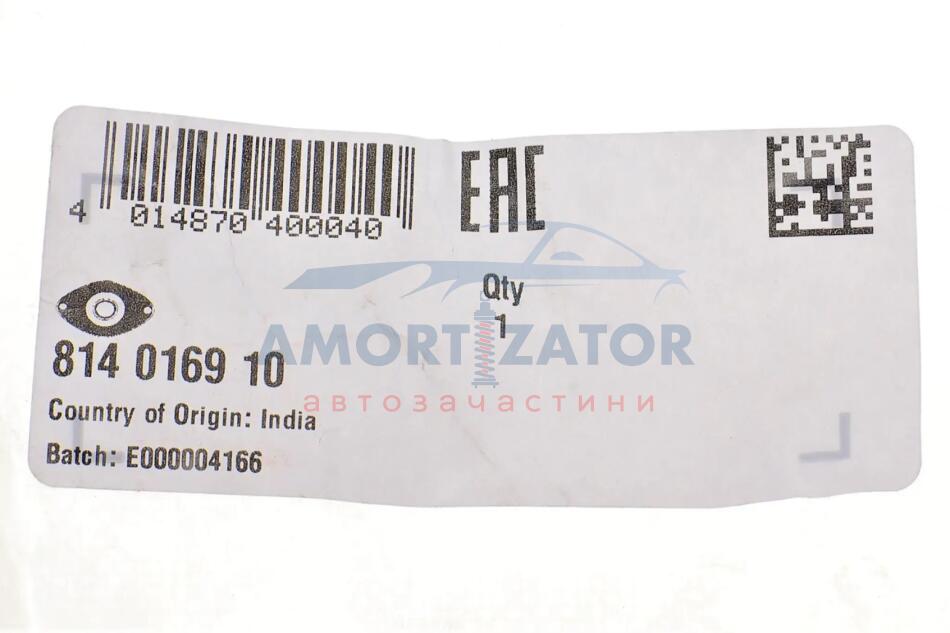 4 014870 400040
EAC
Qty
1
AMORTIZATOR
автозачастини
814 0169 10
Country of Origin: India
Batch: E000004166